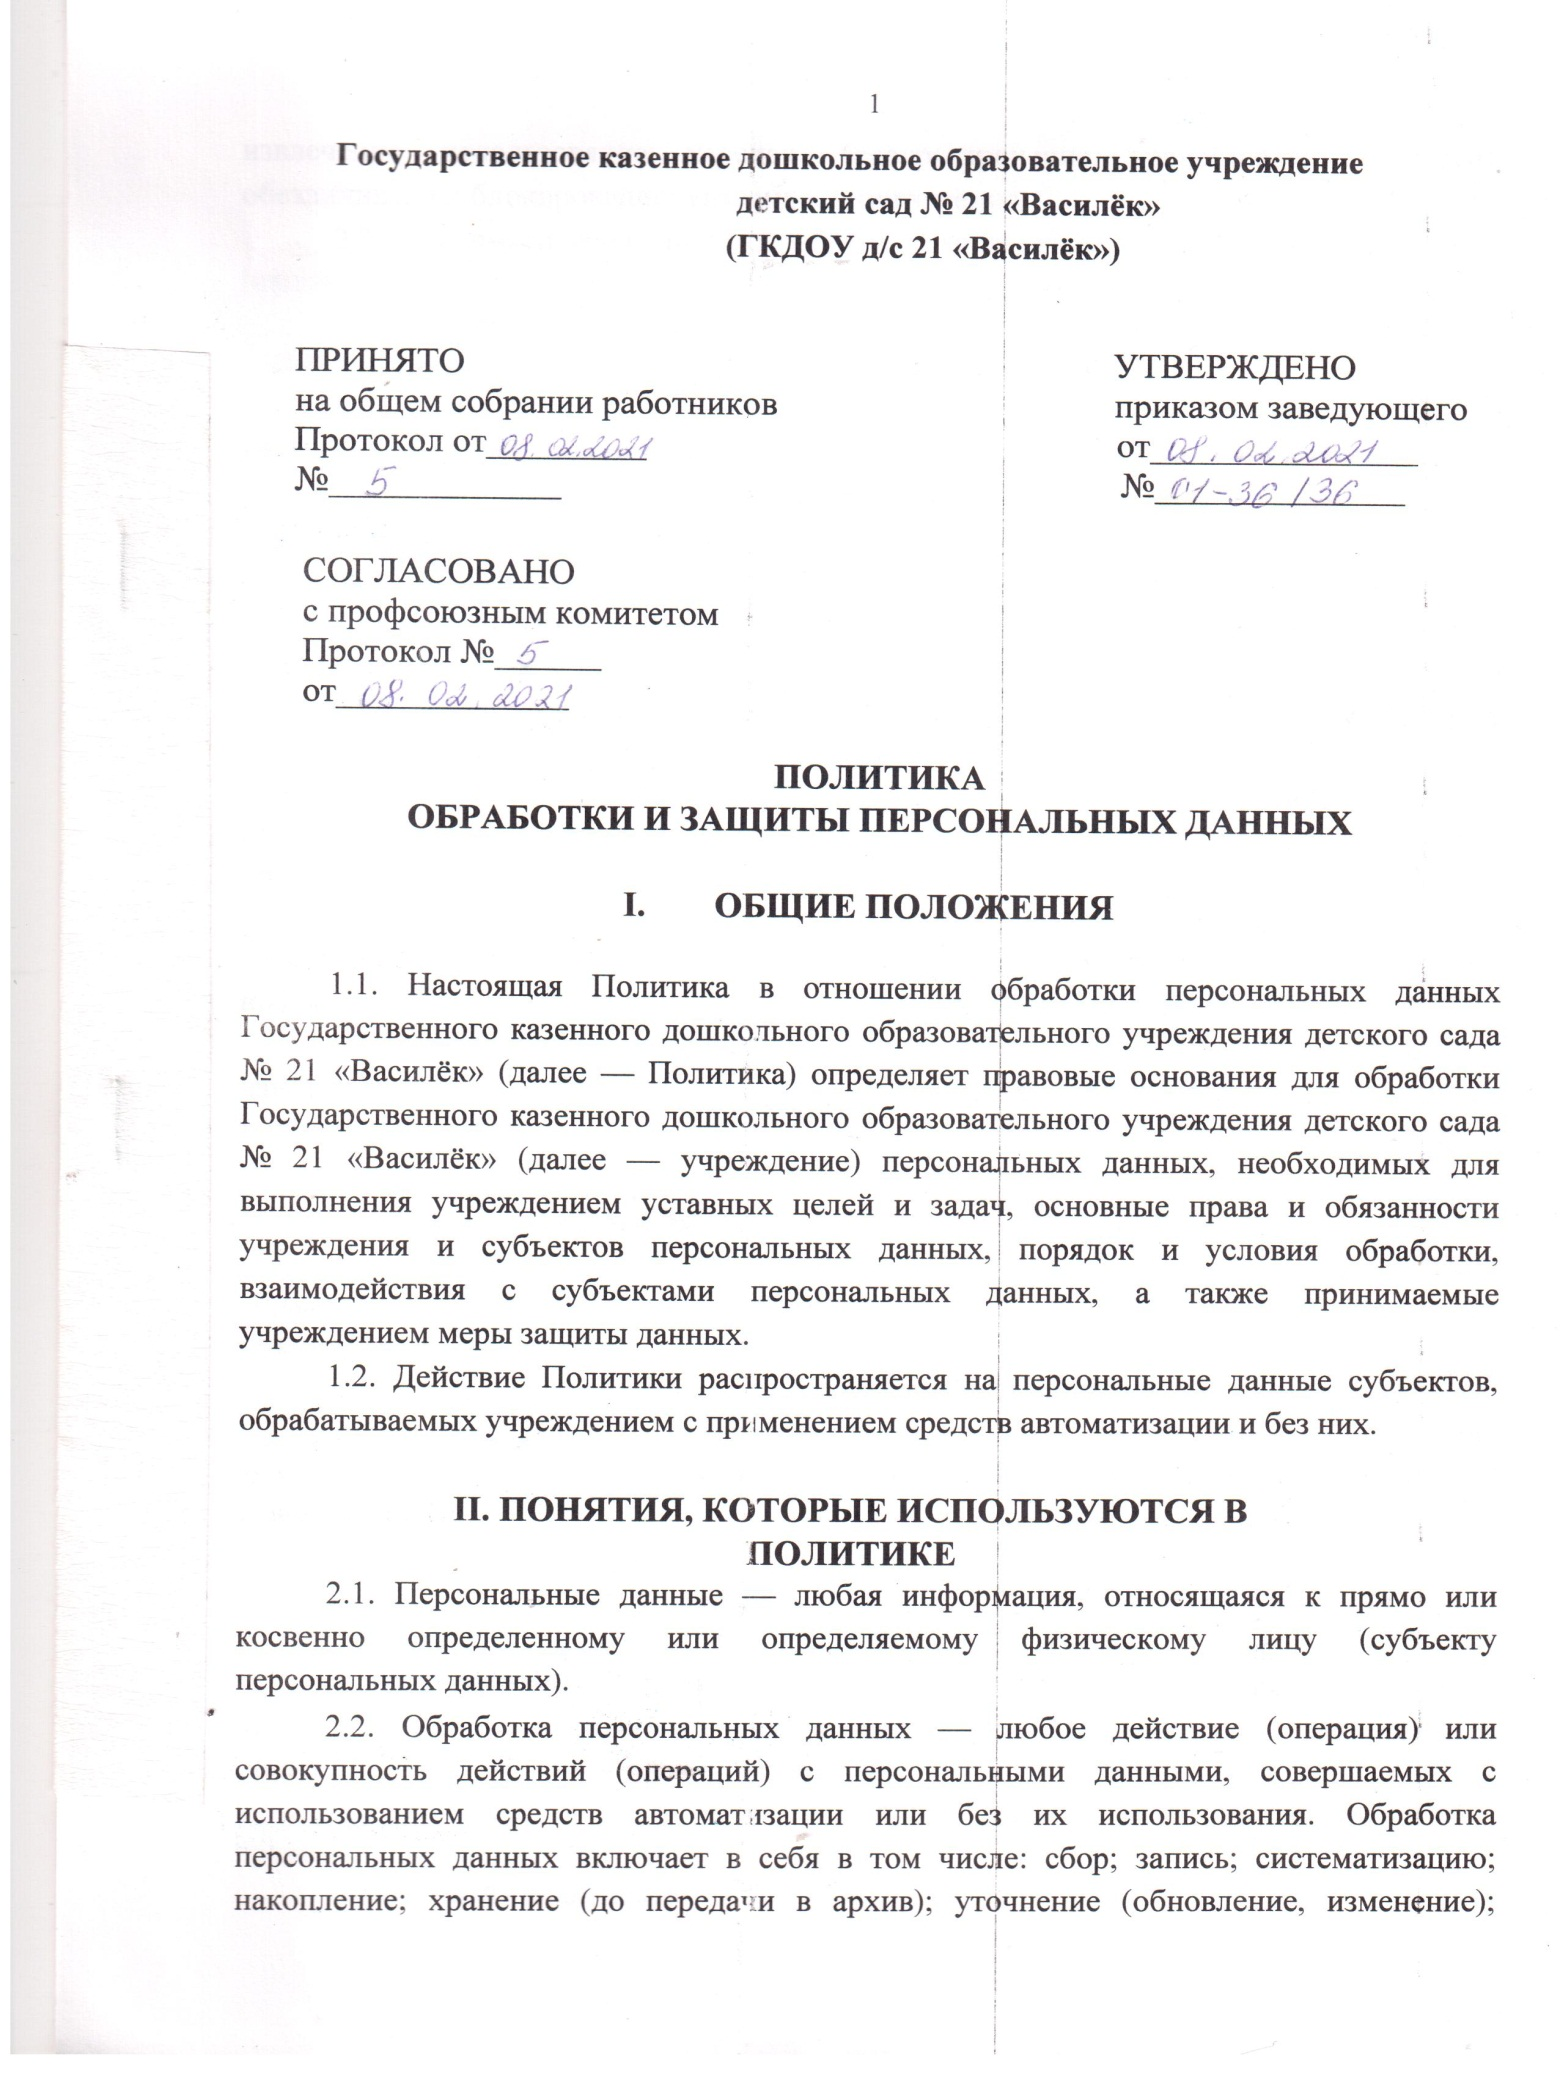 1
Государственное казенное дошкольное образовательное учреждение
детский сад № 21 «Василёк»
(ГКДОУ д/с 21 «Василёк»)
ПРИНЯТО
на общем собрании работников
Протокол от 08.02.2021
№ 5
УТВЕРЖДЕНО
приказом заведующего
от 08.02.2021
№ 01-36/36
СОГЛАСОВАНО
с профсоюзным комитетом
Протокол № 5
от 08.02.2021
ПОЛИТИКА
ОБРАБОТКИ И ЗАЩИТЫ ПЕРСОНАЛЬНЫХ ДАННЫХ
I. ОБЩИЕ ПОЛОЖЕНИЯ
1.1. Настоящая Политика в отношении обработки персональных данных
Государственного казенного дошкольного образовательного учреждения детского сада
№ 21 «Василёк» (далее — Политика) определяет правовые основания для обработки
Государственного казенного дошкольного образовательного учреждения детского сада
№ 21 «Василёк» (далее — учреждение) персональных данных, необходимых для
выполнения учреждением уставных целей и задач, основные права и обязанности
учреждения и субъектов персональных данных, порядок и условия обработки,
взаимодействия с субъектами персональных данных, а также принимаемые
учреждением меры защиты данных.
1.2. Действие Политики распространяется на персональные данные субъектов,
обрабатываемых учреждением с применением средств автоматизации и без них.
II. ПОНЯТИЯ, КОТОРЫЕ ИСПОЛЬЗУЮТСЯ В
ПОЛИТИКЕ
2.1. Персональные данные — любая информация, относящаяся к прямо или
косвенно определенному или определяемому физическому лицу (субъекту
персональных данных).
2.2. Обработка персональных данных — любое действие (операция) или
совокупность действий (операций) с персональными данными, совершаемых с
использованием средств автоматизации или без их использования. Обработка
персональных данных включает в себя в том числе: сбор; запись; систематизацию;
накопление; хранение (до передачи в архив); уточнение (обновление, изменение);